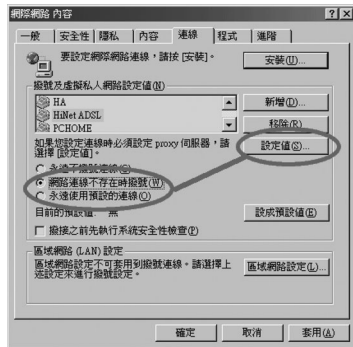 網際網路 內容
一般 安全性 隱私 內容 連線 程式 進階
要設定網際網路連線，請按 [安裝]。
安裝(U)...
撥號及虛擬私人網路設定值(N)
HA
HiNet ADSL
PCHOME
新增(D)...
移除(R)
如果您設定連線時必須設定 proxy 伺服器，請
選擇 [設定值]。
設定值(S)...
永遠不撥號連線(C)
網路連線不存在時撥號(W)
永遠使用預設的連線(O)
目前的預設值: 無
設成預設值(E)
撥接之前先執行系統安全性檢查(P)
區域網路 (LAN) 設定
區域網路設定不可套用到撥號連線。請選擇上
述設定來進行撥號設定。
區域網路設定(L)...
確定 取消 套用(A)